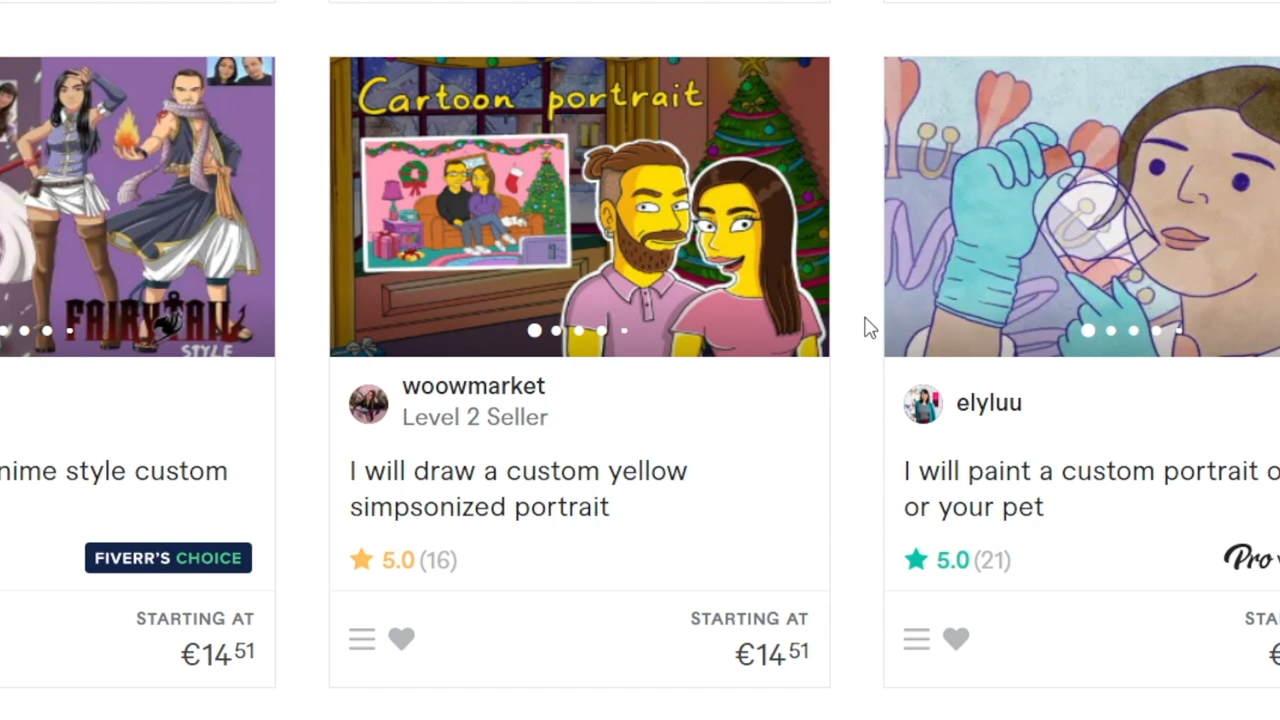 FAIRY TAIL
STYLE
nime style custom
FIVERR'S CHOICE
STARTING AT
€14 51
Cartoon portrait
woowmarket
Level 2 Seller
I will draw a custom yellow
simpsonized portrait
5.0 (16)
STARTING AT
€14 51
elyluu
I will paint a custom portrait o
or your pet
5.0 (21)
Pro
STA
€